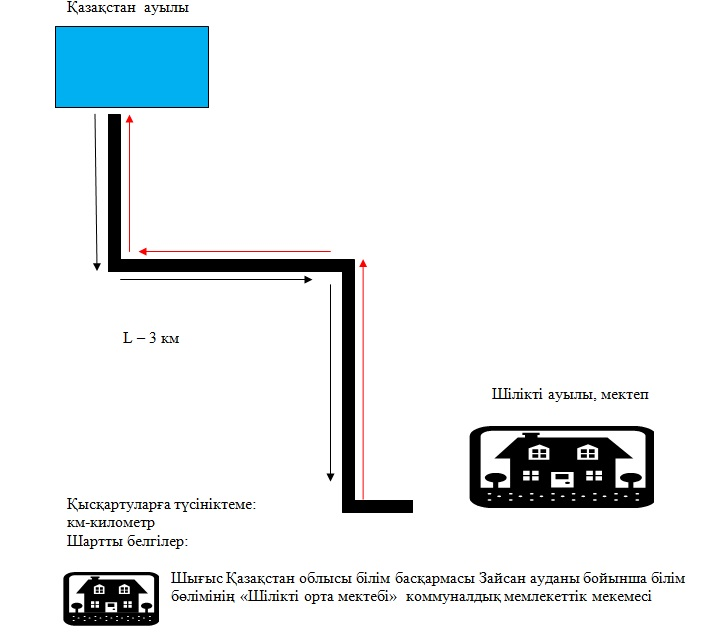 Қазақстан ауылы
L – 3 км
Шілікті ауылы, мектеп
Қысқартуларға түсініктеме:
км-километр
Шартты белгілер:
Шығыс Қазақстан облысы білім басқармасы Зайсан ауданы бойынша білім
бөлімінің «Шілікті орта мектебі» коммуналдық мемлекеттік мекемесі